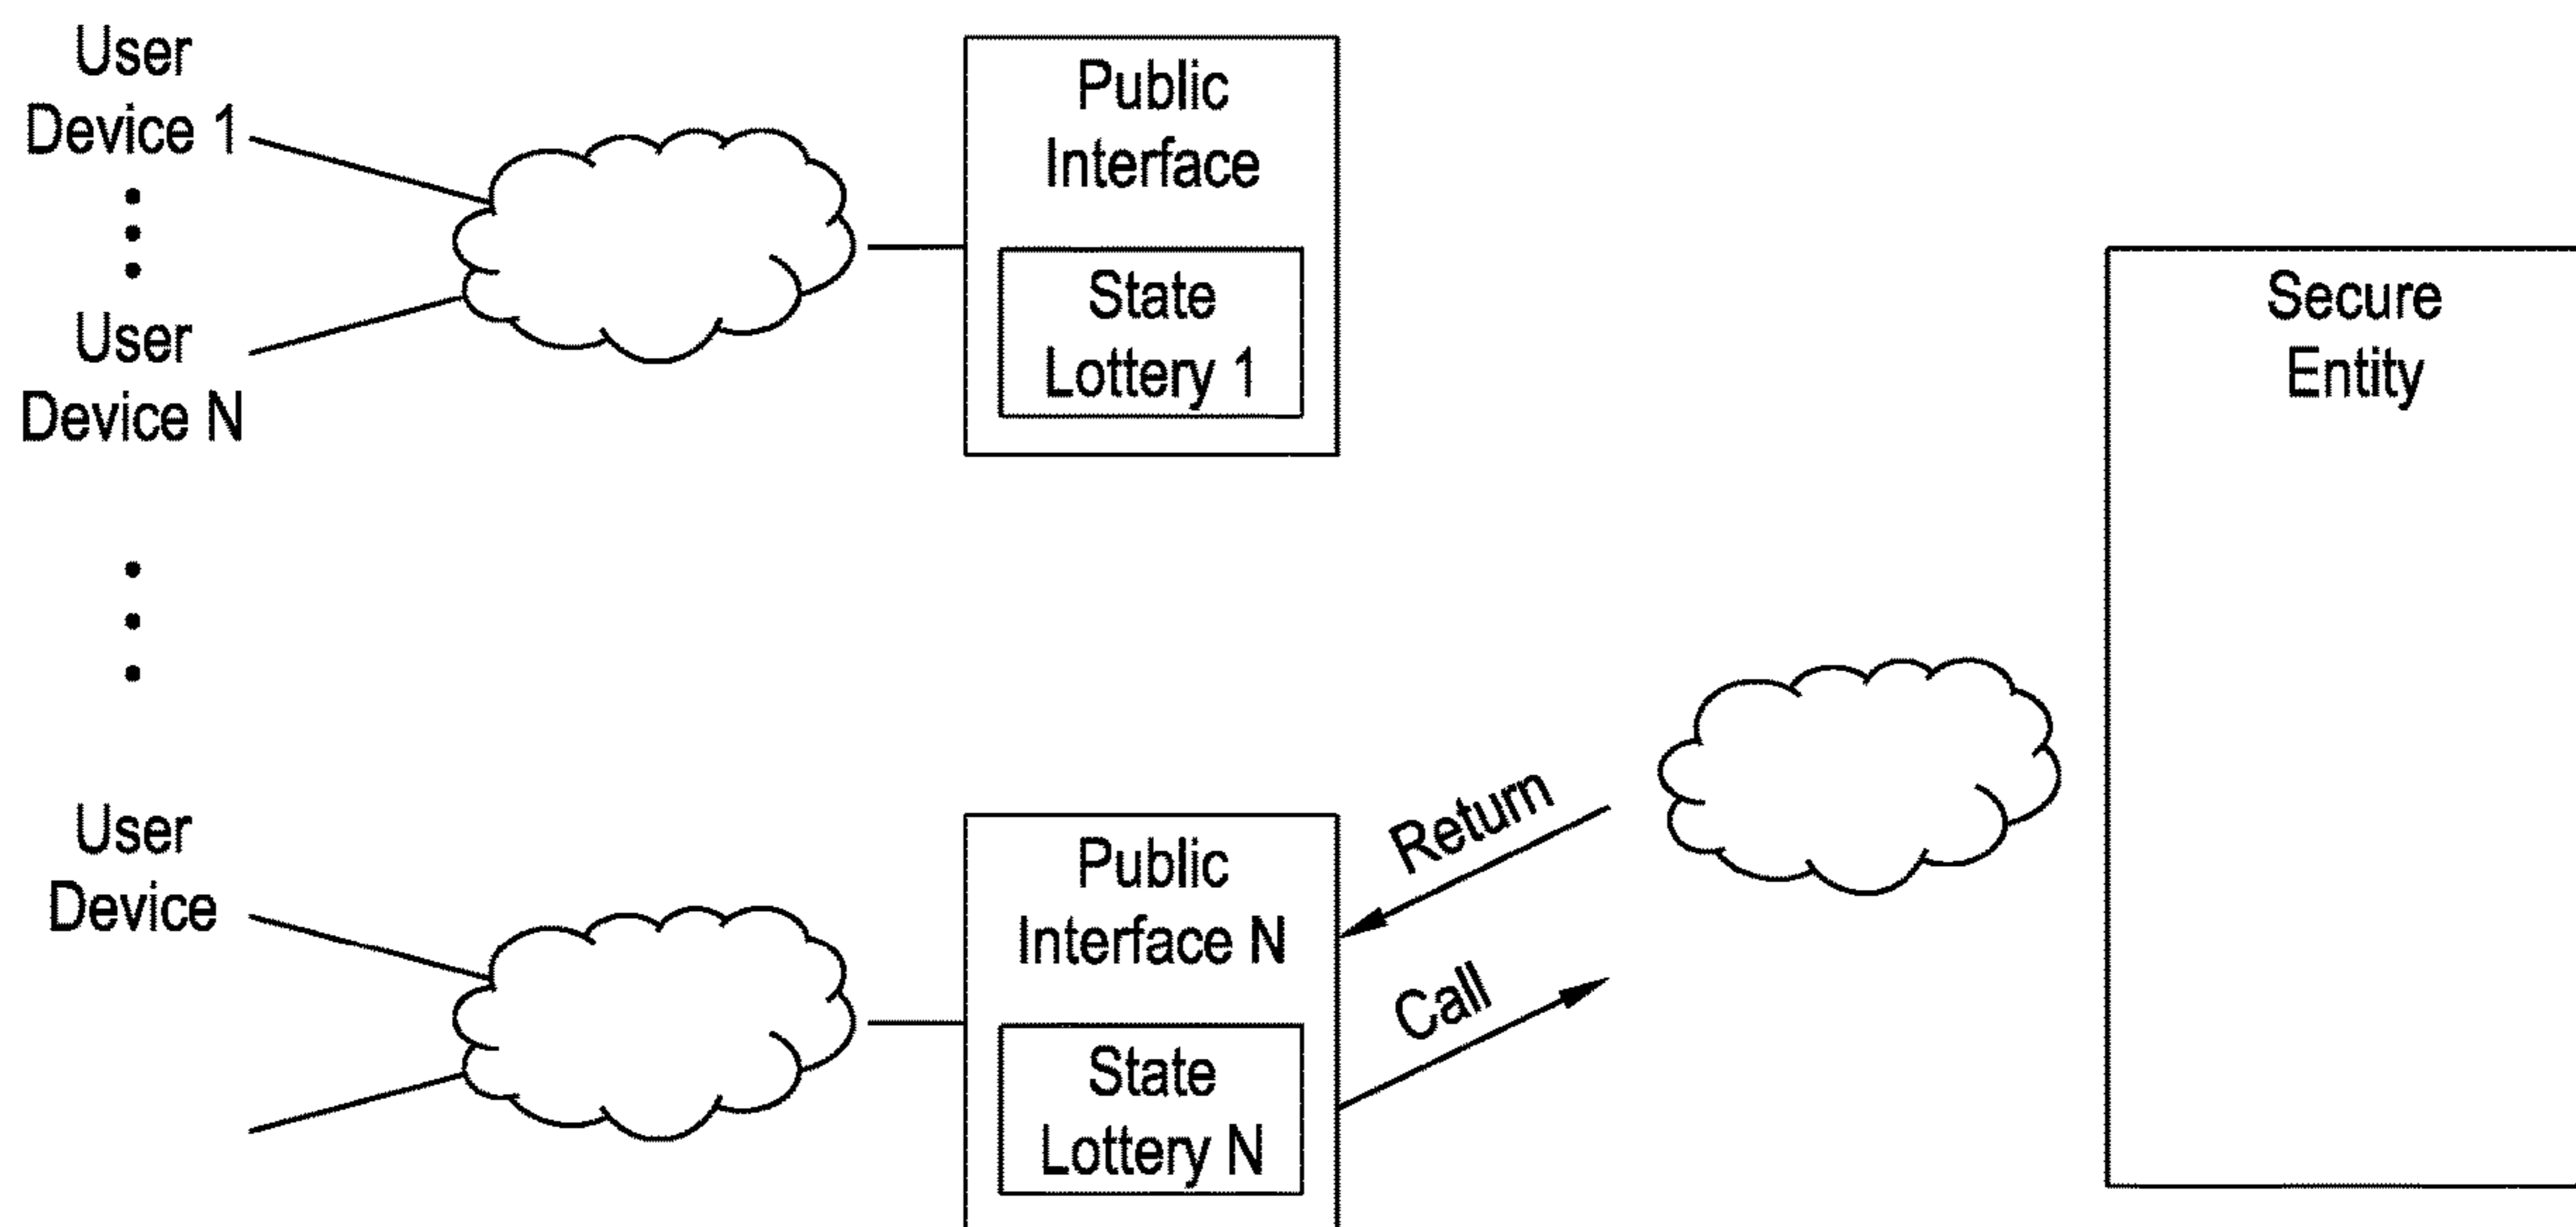 User
Device 1
User
Device N
Public
Interface
State
Lottery 1
Secure
Entity
User
Device
Public
Interface N
State
Lottery N
Return
Call